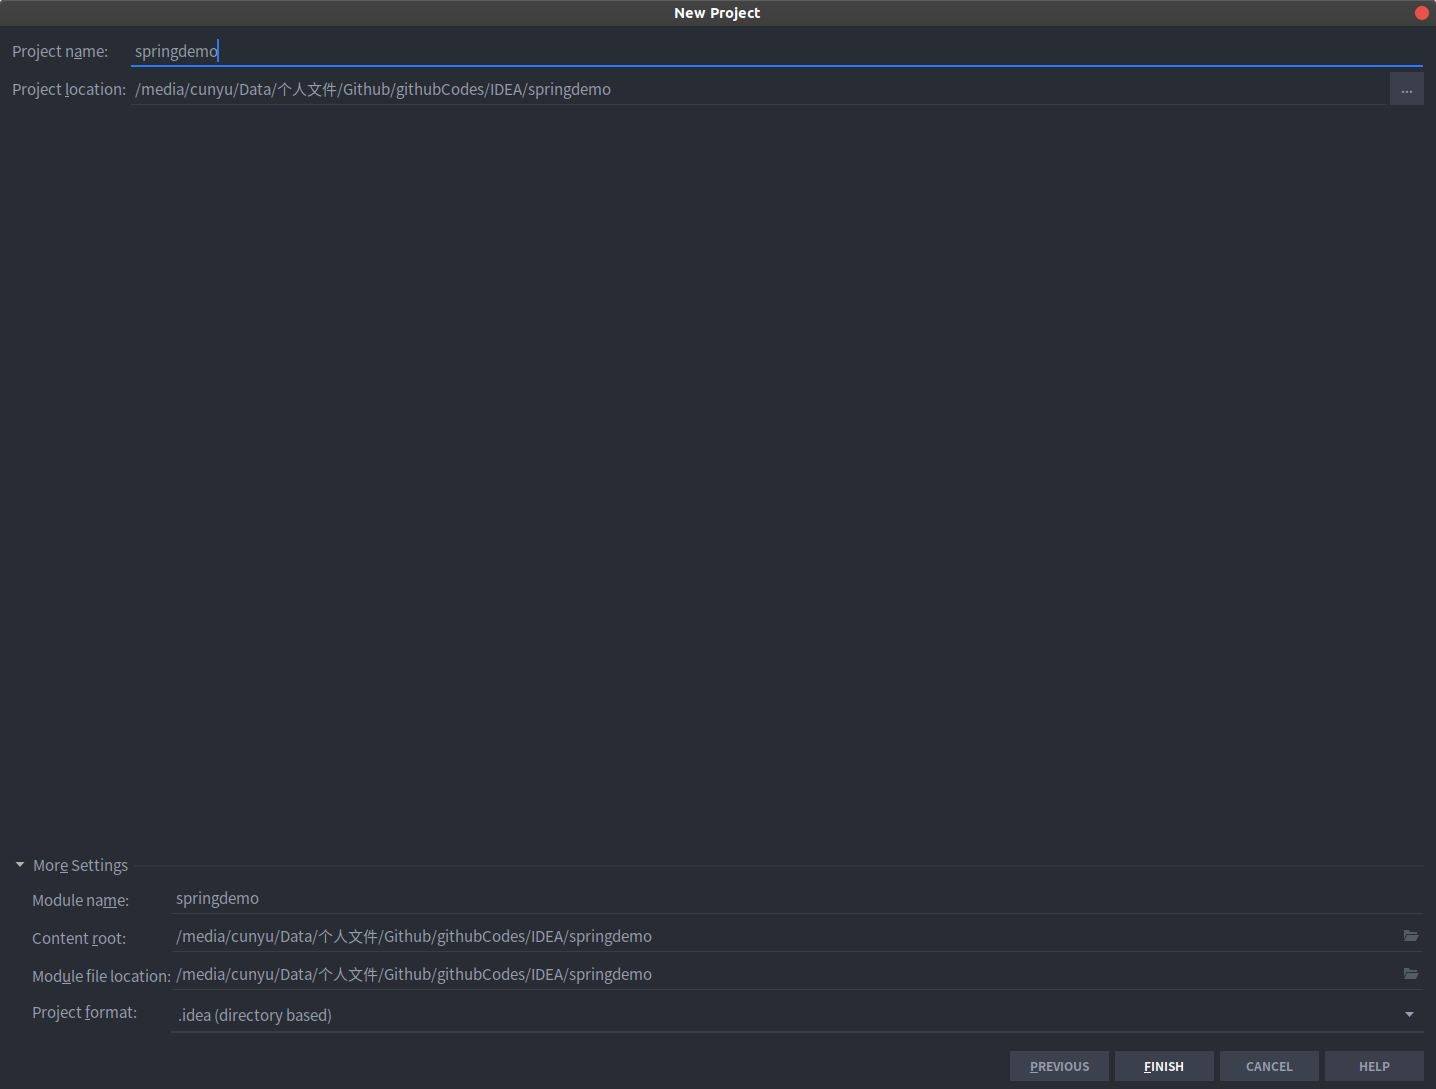 New Project
Project name: springdemo
Project location: /media/cunyu/Data/个人文件/Github/githubCodes/IDEA/springdemo ...
More Settings
Module name: springdemo
Content root: /media/cunyu/Data/个人文件/Github/githubCodes/IDEA/springdemo
Module file location: /media/cunyu/Data/个人文件/Github/githubCodes/IDEA/springdemo
Project format: .idea (directory based)
PREVIOUS FINISH CANCEL HELP